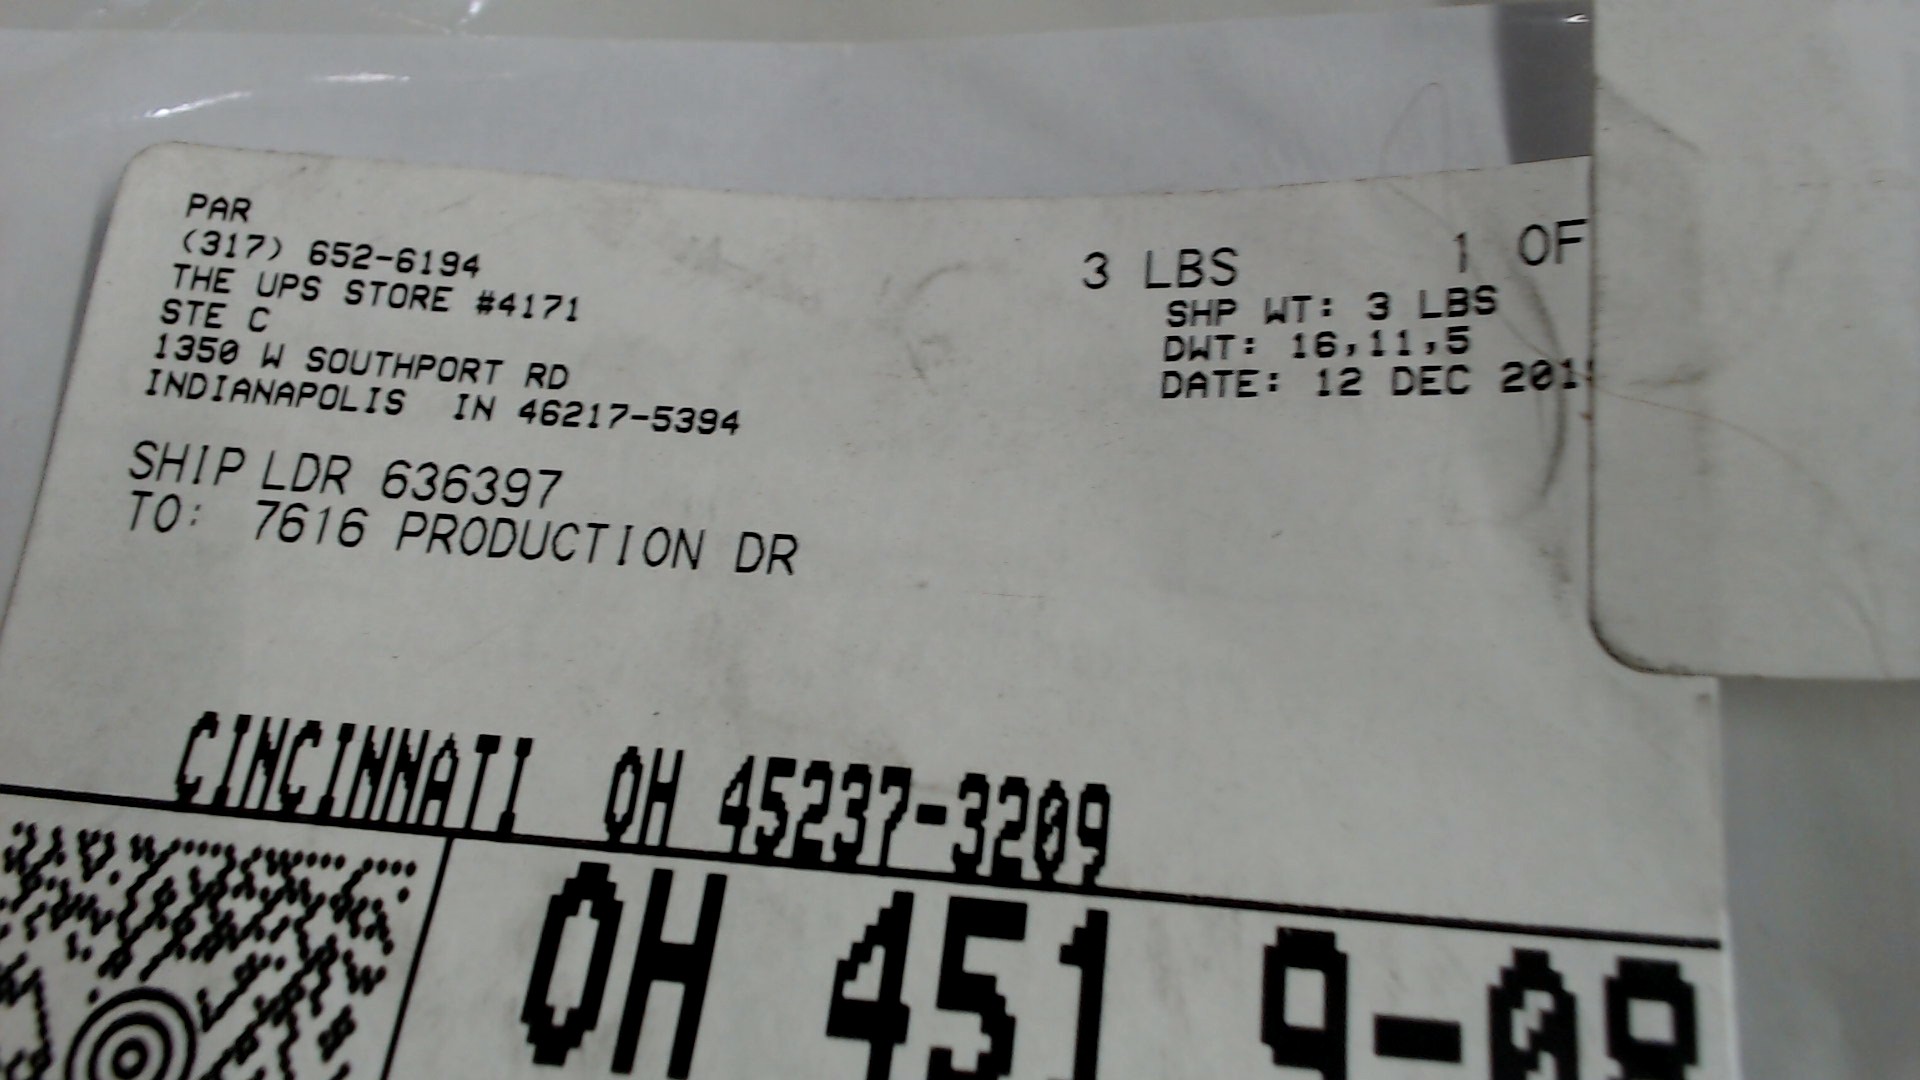 PAR
(317) 652-6194
THE UPS STORE #4171
STE C
1350 W SOUTHPORT RD
INDIANAPOLIS IN 46217-5394
3 LBS 1 OF
SHP WT: 3 LBS
DWT: 16,11,5
DATE: 12 DEC
SHIP LDR 636397
TO: 7616 PRODUCTION DR
CINCINNATI OH 45237-3209
OH 451 9-08